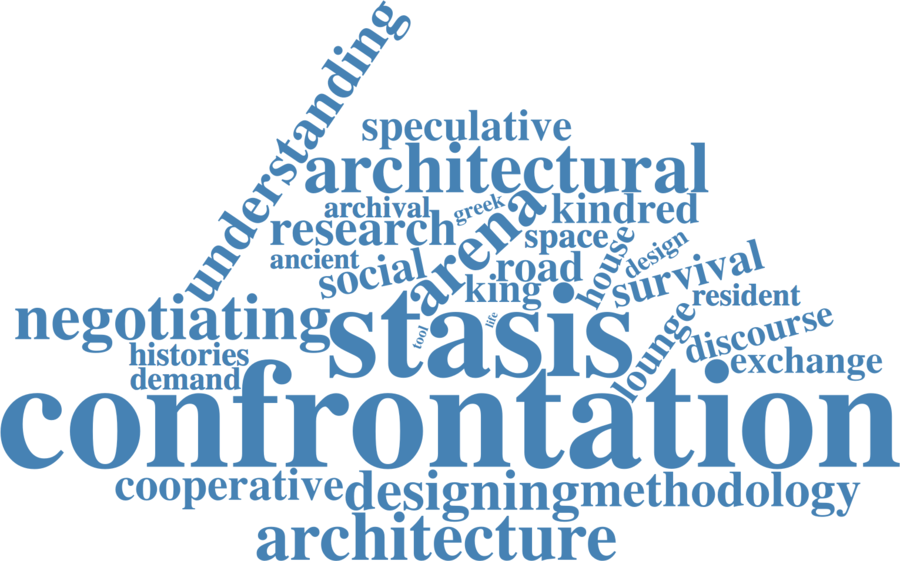 understanding
speculative
architectural
archival
greek
kindred
research
arena
space
house
design
ancient
social
road
survival
king
resident
negotiating
stasis
tool
life
lounge
discourse
histories
exchange
demand
confrontation
cooperative
designing
methodology
architecture